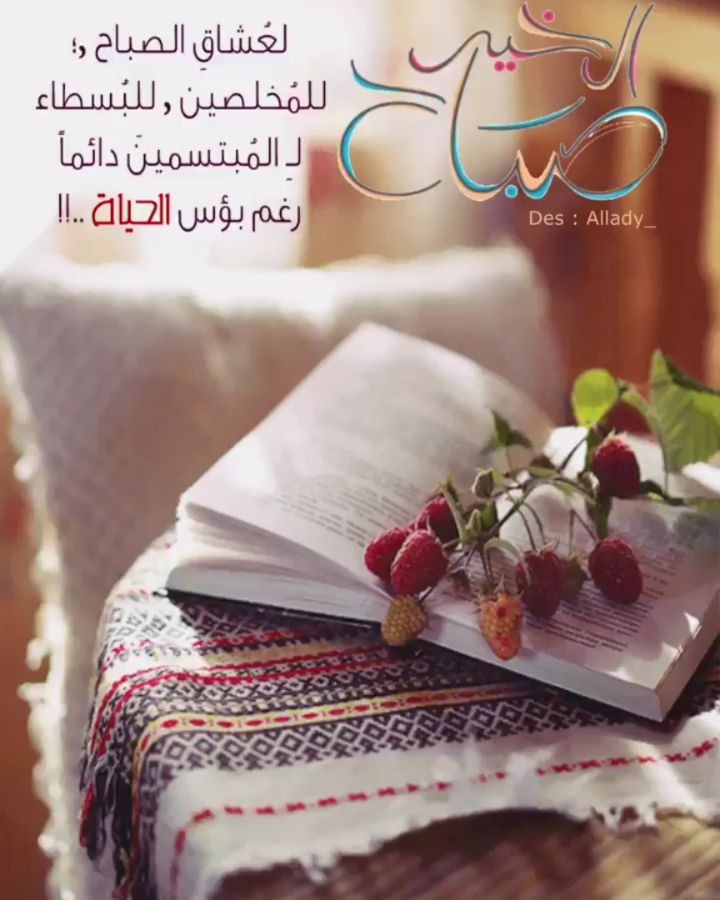 صباح الخير
Des : Allady_
لعُشاقِ الصباح ,؛
للمُخلصين , للبُسطاء
لـِ المُبتسمينَ دائماً
رغم بؤس الحياة ..!!